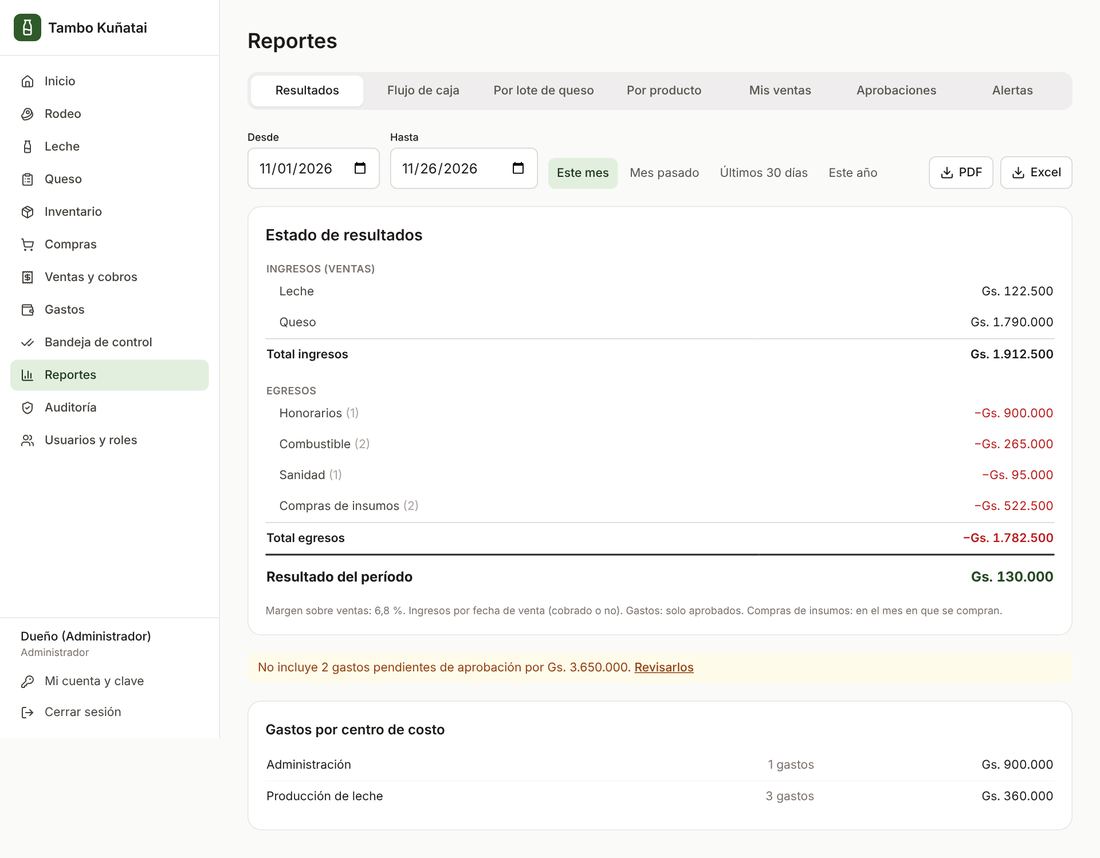 Tambo Kuñatai
Inicio
Rodeo
Leche
Queso
Inventario
Compras
Ventas y cobros
Gastos
Bandeja de control
Reportes
Auditoría
Usuarios y roles
Dueño (Administrador)
Administrador
Mi cuenta y clave
Cerrar sesión
Reportes
Resultados Flujo de caja Por lote de queso Por producto Mis ventas Aprobaciones Alertas
Desde Hasta
11/01/2026 11/26/2026 Este mes Mes pasado Últimos 30 días Este año PDF Excel
Estado de resultados
INGRESOS (VENTAS)
Leche Gs. 122.500
Queso Gs. 1.790.000
Total ingresos Gs. 1.912.500
EGRESOS
Honorarios (1) −Gs. 900.000
Combustible (2) −Gs. 265.000
Sanidad (1) −Gs. 95.000
Compras de insumos (2) −Gs. 522.500
Total egresos −Gs. 1.782.500
Resultado del período Gs. 130.000
Margen sobre ventas: 6,8 %. Ingresos por fecha de venta (cobrado o no). Gastos: solo aprobados. Compras de insumos: en el mes en que se compran.
No incluye 2 gastos pendientes de aprobación por Gs. 3.650.000. Revisarlos
Gastos por centro de costo
Administración 1 gastos Gs. 900.000
Producción de leche 3 gastos Gs. 360.000